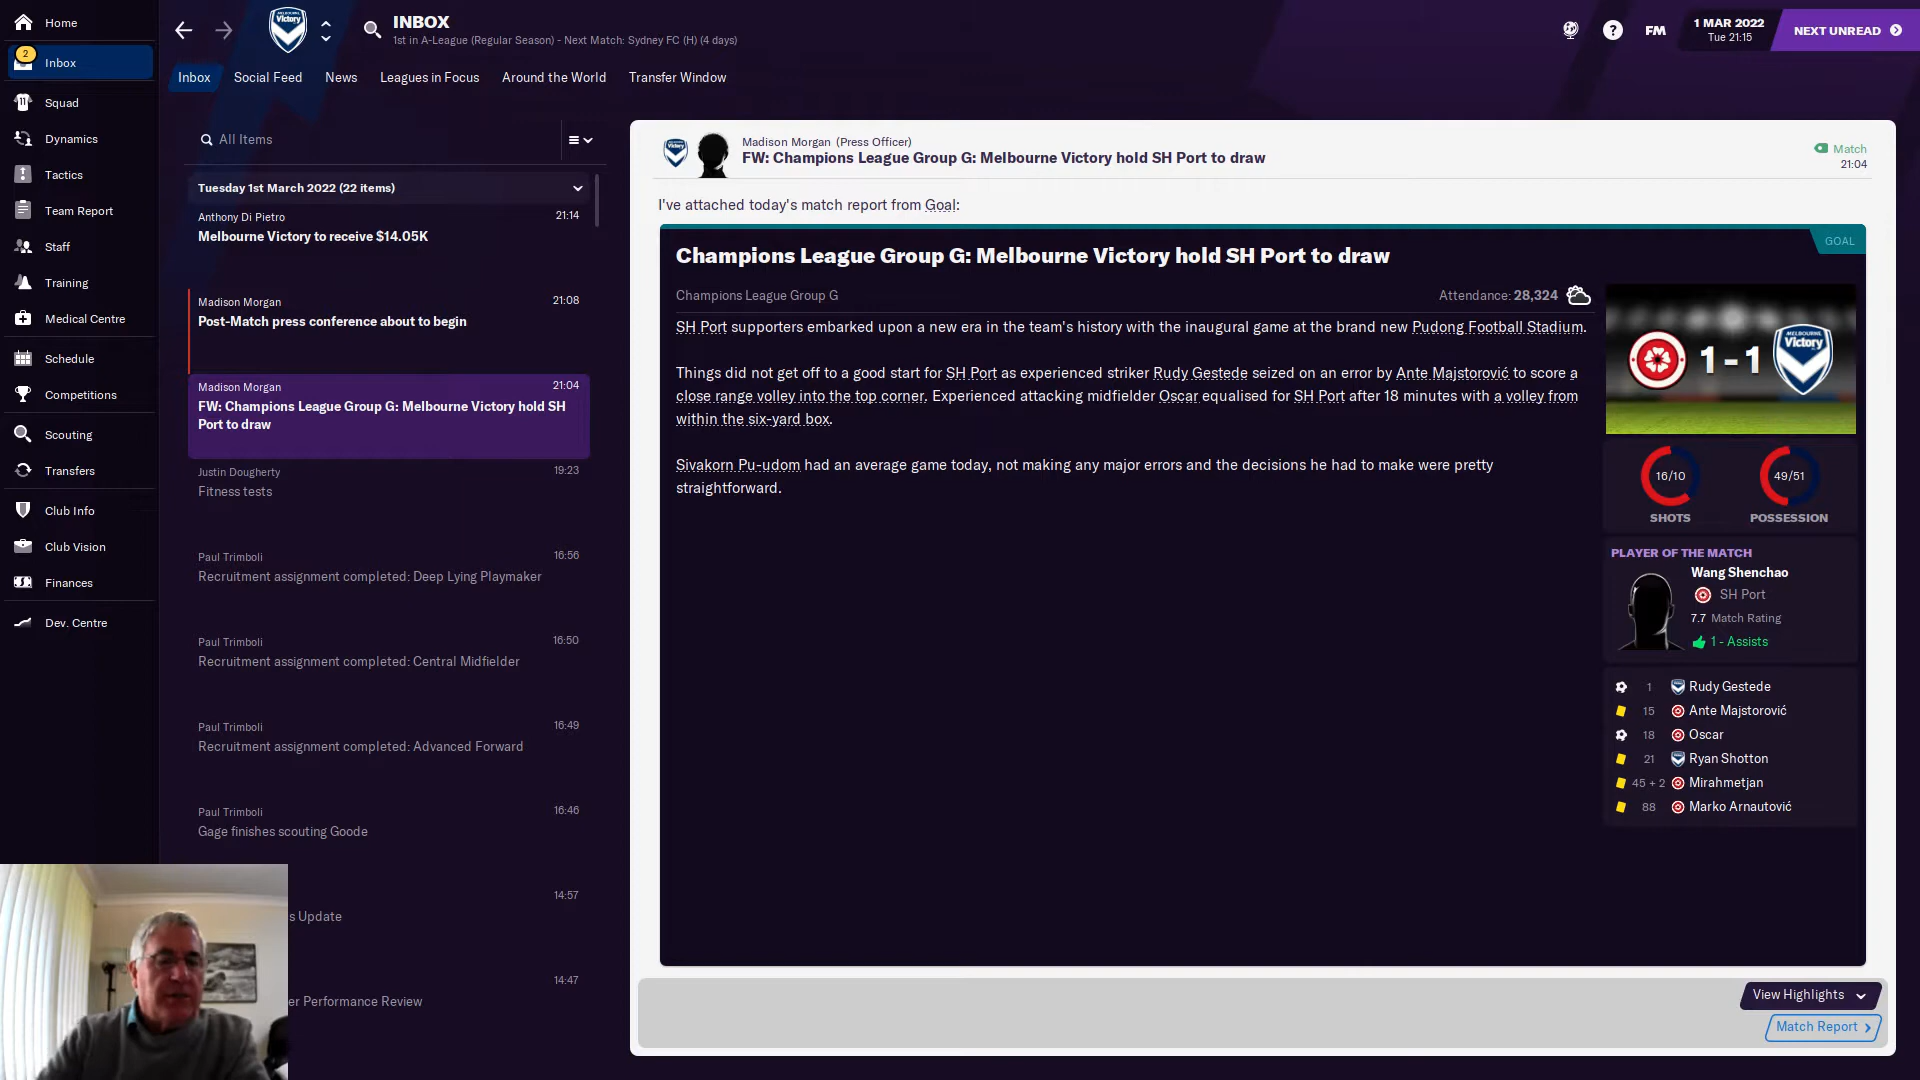 Home
2
Inbox
Squad
Dynamics
Tactics
Team Report
Staff
Training
Medical Centre
Schedule
Competitions
Scouting
Transfers
Club Info
Club Vision
Finances
Dev. Centre
INBOX
1st in A-League (Regular Season) - Next Match: Sydney FC (H) (4 days)
FM
1 MAR 2022
Tue 21:15
NEXT UNREAD
Inbox Social Feed News Leagues in Focus Around the World Transfer Window
All Items
Tuesday 1st March 2022 (22 items)
Anthony Di Pietro 21:14
Melbourne Victory to receive $14.05K
Madison Morgan 21:08
Post-Match press conference about to begin
Madison Morgan 21:04
FW: Champions League Group G: Melbourne Victory hold SH
Port to draw
Justin Dougherty 19:23
Fitness tests
Paul Trimboli 16:56
Recruitment assignment completed: Deep Lying Playmaker
Paul Trimboli 16:50
Recruitment assignment completed: Central Midfielder
Paul Trimboli 16:49
Recruitment assignment completed: Advanced Forward
Paul Trimboli 16:46
Gage finishes scouting Goode
14:57
s Update
14:47
er Performance Review
Madison Morgan (Press Officer)
FW: Champions League Group G: Melbourne Victory hold SH Port to draw
Match
21:04
I've attached today's match report from Goal:
GOAL
Champions League Group G: Melbourne Victory hold SH Port to draw
Champions League Group G Attendance: 28,324
SH Port supporters embarked upon a new era in the team's history with the inaugural game at the brand new Pudong Football Stadium.
Things did not get off to a good start for SH Port as experienced striker Rudy Gestede seized on an error by Ante Majstorović to score a
close range volley into the top corner. Experienced attacking midfielder Oscar equalised for SH Port after 18 minutes with a volley from
within the six-yard box.
Sivakorn Pu-udom had an average game today, not making any major errors and the decisions he had to make were pretty
straightforward.
1 - 1
MELBOURNE
Victory
16/10 49/51
SHOTS POSSESSION
PLAYER OF THE MATCH
Wang Shenchao
SH Port
7.7 Match Rating
1 - Assists
1 Rudy Gestede
15 Ante Majstorović
18 Oscar
21 Ryan Shotton
45 + 2 Mirahmetjan
88 Marko Arnautović
View Highlights
Match Report